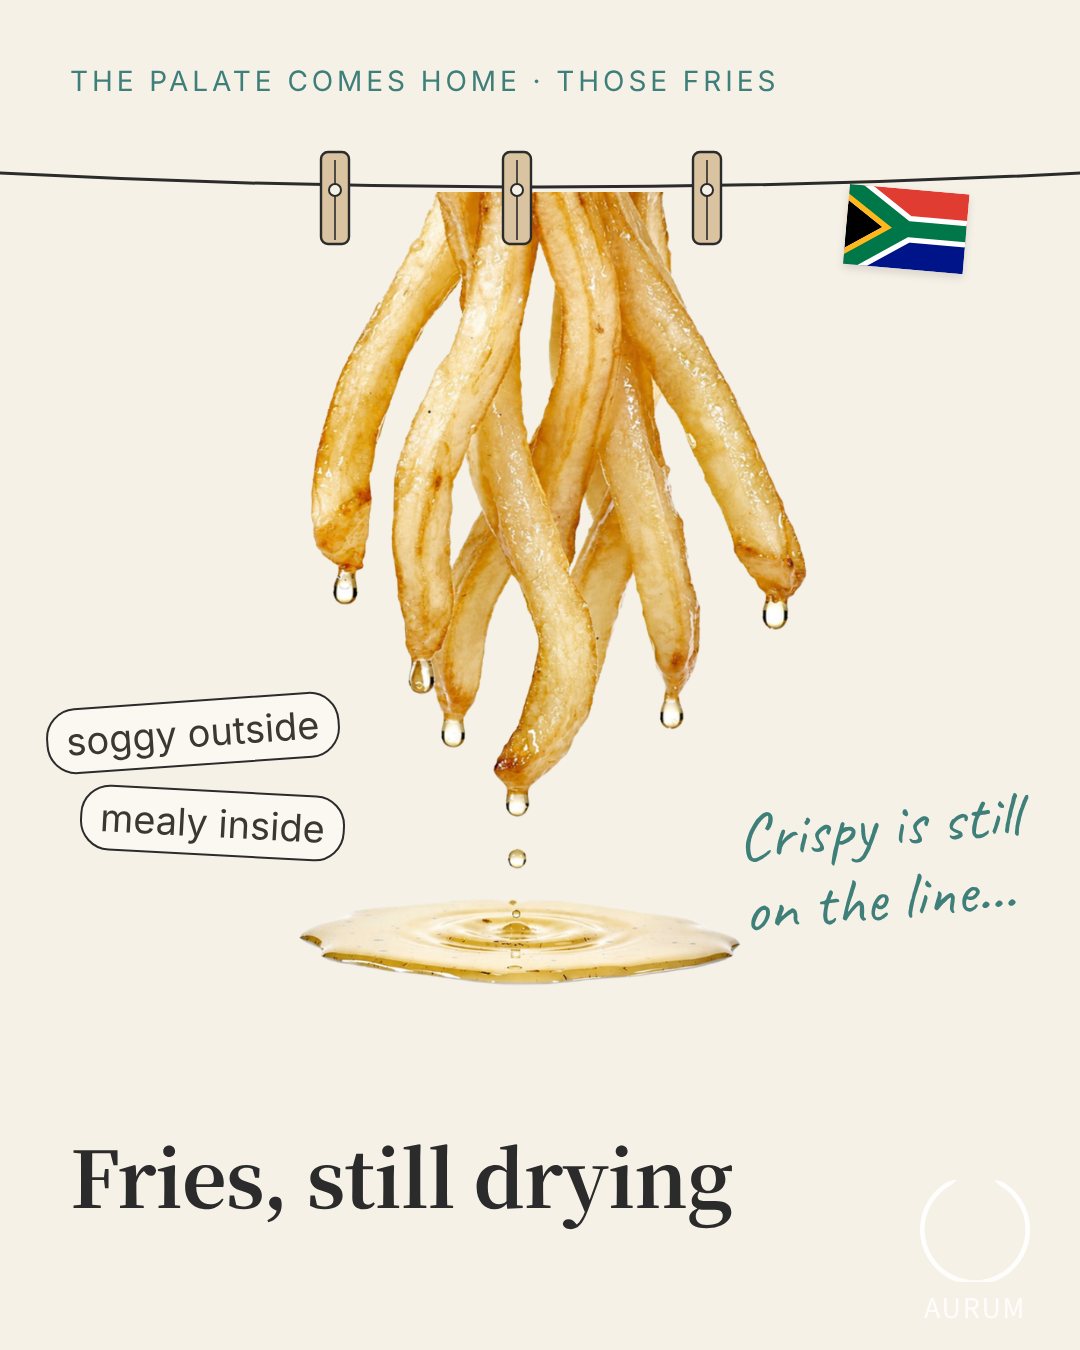 THE PALATE COMES HOME · THOSE FRIES
soggy outside
mealy inside
Crispy is still
on the line...
Fries, still drying
AURUM